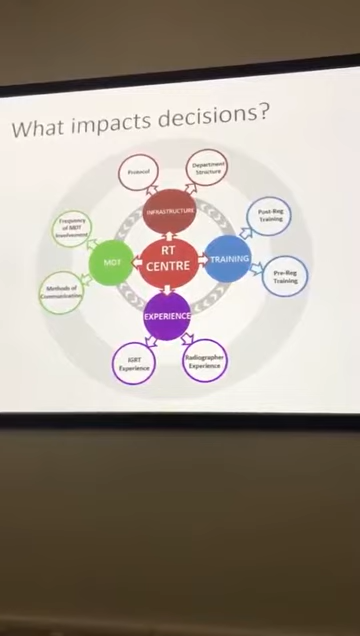 What impacts decisions?
Protocol
Department
Structure
INFRASTRUCTURE
Frequency
of MDT
Involvement
Post-Reg
Training
RT
CENTRE
MDT
TRAINING
Methods of
Communication
Pre-Reg
Training
EXPERIENCE
IGRT
Experience
Radiographer
Experience